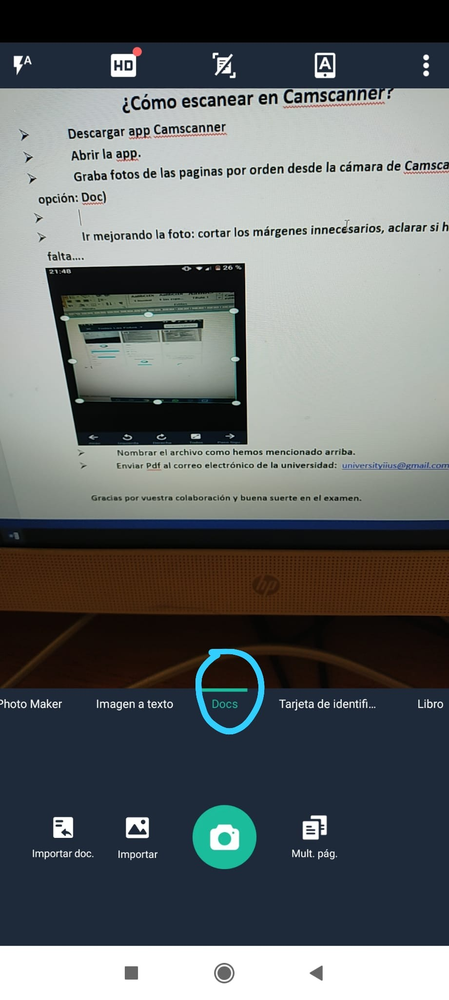 A
HD
A
¿Cómo escanear en Camscanner?
Descargar app Camscanner
Abrir la app.
Graba fotos de las paginas por orden desde la cámara de Camsca
opción: Doc)
Ir mejorando la foto: cortar los márgenes innecesarios, aclarar si h
falta....
21:48 26 %
Nombrar el archivo como hemos mencionado arriba.
Enviar Pdf al correo electrónico de la universidad: universityiius@gmail.com
Gracias por vuestra colaboración y buena suerte en el examen.
hp
Photo Maker Imagen a texto Docs Tarjeta de identifi... Libro
Importar doc. Importar Mult. pág.